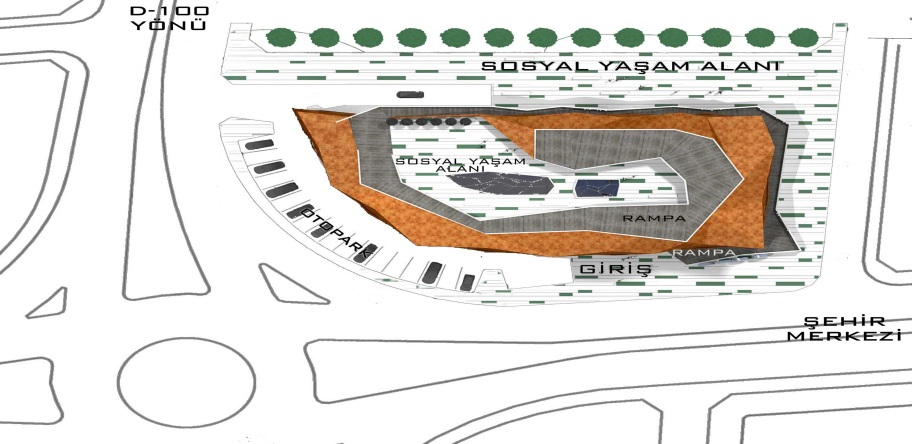 D-100
YÖNÜ
SOSYAL YAŞAM ALANI
SOSYAL YAŞAM
ALANI
OTOPARK
RAMPA
RAMPA
GİRİŞ
ŞEHİR
MERKEZİ